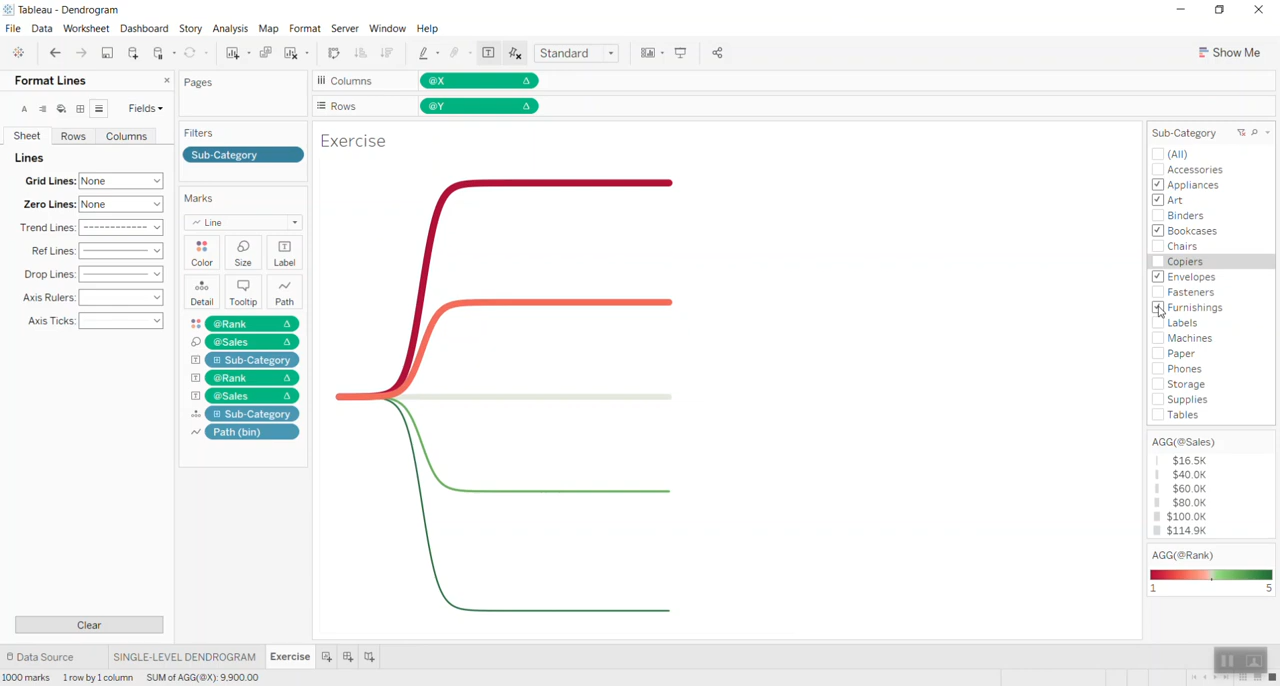 Tableau - Dendrogram
File Data Worksheet Dashboard Story Analysis Map Format Server Window Help
Standard
Show Me
Format Lines
Fields
Sheet Rows Columns
Lines
Grid Lines: None
Zero Lines: None
Trend Lines:
Ref Lines:
Drop Lines:
Axis Rulers:
Axis Ticks:
Clear
Pages
Filters
Sub-Category
Marks
Line
Color Size Label
Detail Tooltip Path
@Rank
@Sales
Sub-Category
@Rank
@Sales
Sub-Category
Path (bin)
Columns @X
Rows @Y
Exercise
Sub-Category
(All)
Accessories
Appliances
Art
Binders
Bookcases
Chairs
Copiers
Envelopes
Fasteners
Furnishings
Labels
Machines
Paper
Phones
Storage
Supplies
Tables
AGG(@Sales)
$16.5K
$40.0K
$60.0K
$80.0K
$100.0K
$114.9K
AGG(@Rank)
1 5
Data Source SINGLE-LEVEL DENDROGRAM Exercise
1000 marks 1 row by 1 column SUM of AGG(@X): 9,900.00